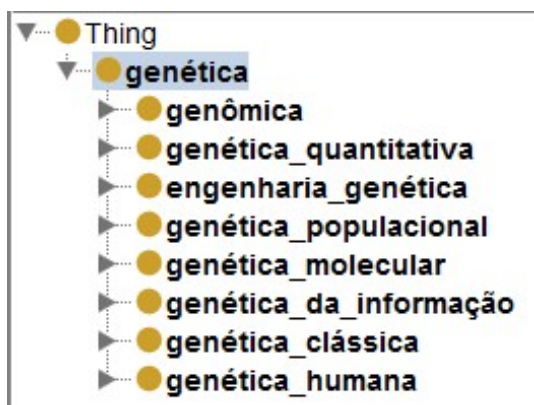 Thing
genética
genômica
genética_quantitativa
engenharia_genética
genética_populacional
genética_molecular
genética_da_informação
genética_clássica
genética_humana